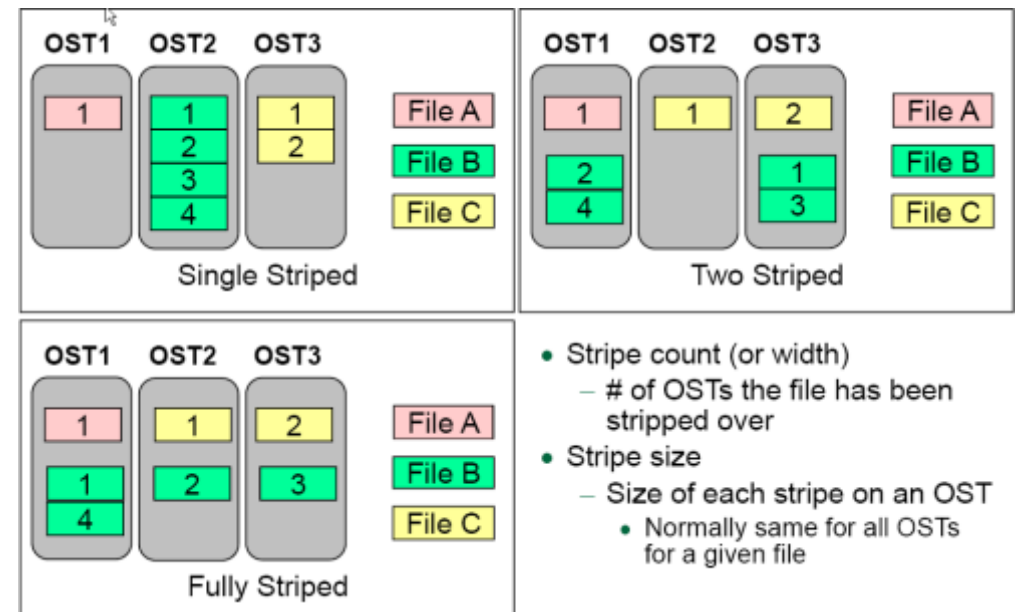 OST1 OST2 OST3
1 1 1 File A
2 2
3 File B
4 File C
Single Striped
OST1 OST2 OST3
1 1 2 File A
2 1 File B
4 3 File C
Two Striped
OST1 OST2 OST3
1 1 2 File A
1 2 3 File B
4 File C
Fully Striped
• Stripe count (or width)
– # of OSTs the file has been
stripped over
• Stripe size
– Size of each stripe on an OST
• Normally same for all OSTs
for a given file